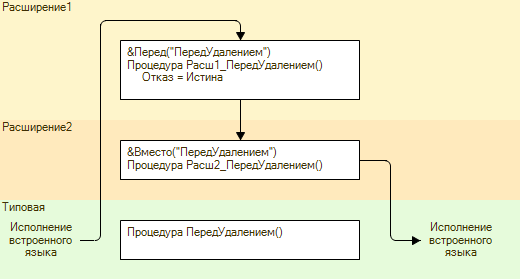 Расширение1
&Перед("ПередУдалением")
Процедура Расш1_ПередУдалением()
Отказ = Истина
Расширение2
&Вместо("ПередУдалением")
Процедура Расш2_ПередУдалением()
Типовая
Исполнение
встроенного
языка
Процедура ПередУдалением()
Исполнение
встроенного
языка